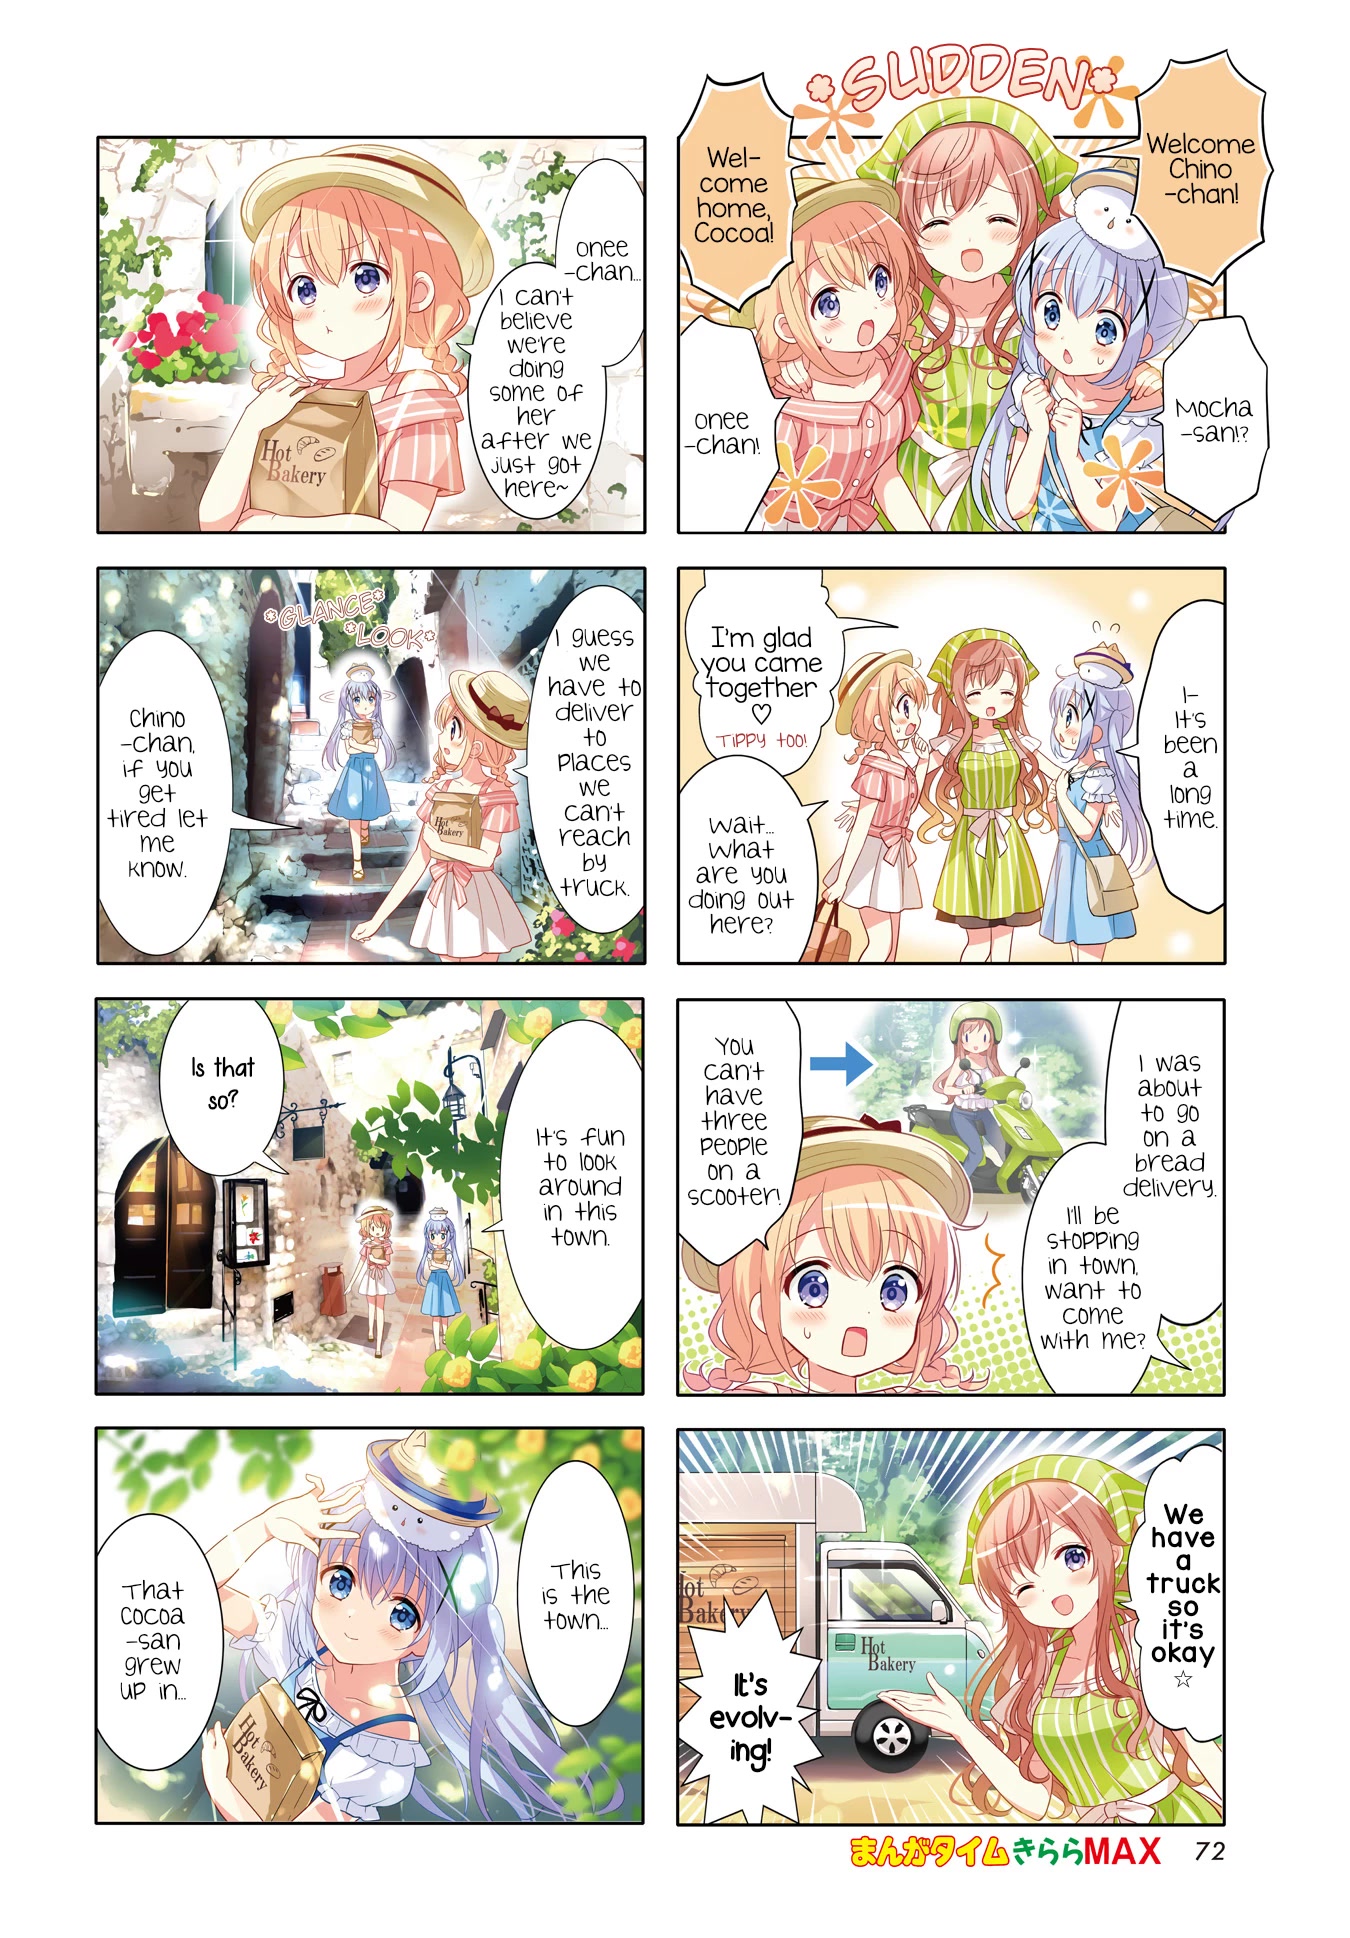 *SUDDEN*
Welcome
Chino
-chan!
Wel-
come
home,
Cocoa!
Mocha
-san!?
onee
-chan!
I'm glad
you came
together
♡
Tippy too!
I-
It's
been
a
long
time.
Wait...
What
are you
doing out
here?
I was
about
to go
on a
bread
delivery.
I'll be
stopping
in town,
want to
come
with me?
You
can't
have
three
people
on a
scooter!
We
have
a
truck so
it's
okay
☆
Hot
Bakery
Hot
Bakery
It's
evolv-
ing!
onee
-chan...
I can't
believe
we're
doing
some of
her
after we
just got
here~
Hot
Bakery
I guess
we
have to
deliver
to
places
we
can't
reach
by
truck.
*GLANCE*
*LOOK*
Chino
-chan,
if you
get
tired let
me
know.
Hot
Bakery
It's fun
to look
around
in this
town.
Is that
so?
This
is the
town...
That
Cocoa
-san
grew
up in...
Hot
Bakery
まんがタイムきららMAX 72